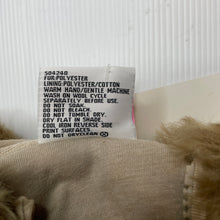 504248
FUR:POLYESTER
LINING:POLYESTER/COTTON
WARM HAND/GENTLE MACHINE
WASH ON WOOL CYCLE
SEPARATELY BEFORE USE.
DO NOT SOAK.
DO NOT BLEACH.
DO NOT TUMBLE DRY.
DRY FLAT IN SHADE.
COOL IRON REVERSE
PRINT SURFACES.
DO NOT DRYCLEAN